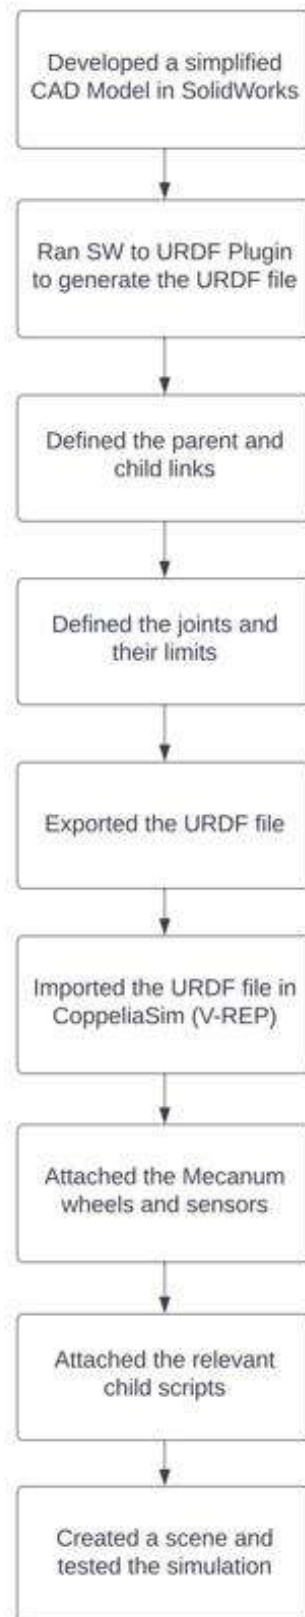 Developed a simplified
CAD Model in SolidWorks
Ran SW to URDF Plugin
to generate the URDF file
Defined the parent and
child links
Defined the joints and
their limits
Exported the URDF file
Imported the URDF file in
CoppeliaSim (V-REP)
Attached the Mecanum
wheels and sensors
Attached the relevant
child scripts
Created a scene and
tested the simulation